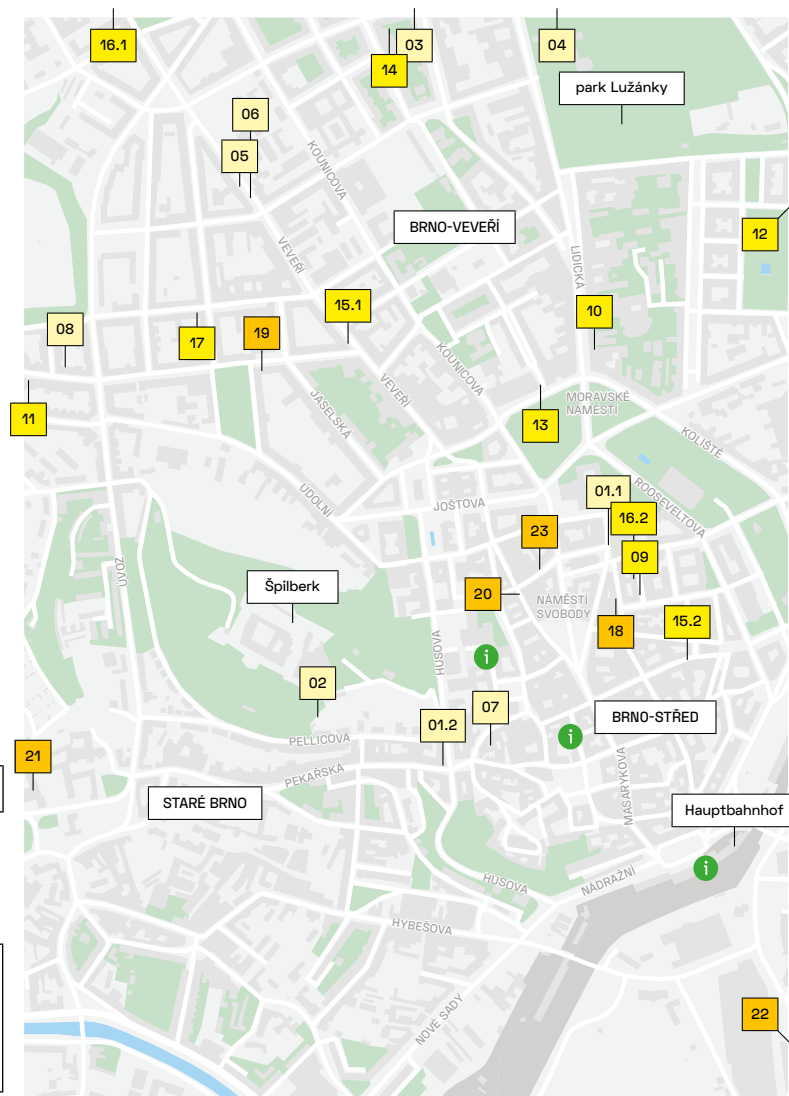 16.1
03
04
14
park Lužánky
06
05
KOUNICOVA
BRNO-VEVEŘÍ
12
VEVEŘÍ
LIDICKÁ
15.1
10
08
17
19
KOUNICOVA
VEVEŘÍ
JASELSKÁ
11
13
MORAVSKÉ
NÁMĚSTÍ
KOLIŠTĚ
ÚDOLNÍ
JOŠTOVA
01.1
ROOSEVELTOVA
16.2
23
09
ÚVOZ
Špilberk
20
NÁMĚSTÍ
SVOBODY
18
15.2
HUSOVA
i
02
07
01.2
BRNO-STŘED
i
PELLICOVA
21
PEKAŘSKÁ
MASARYKOVA
STARÉ BRNO
Hauptbahnhof
i
HUSOVA
NÁDRAŽNÍ
HYBEŠOVA
22
NOVÉ SADY